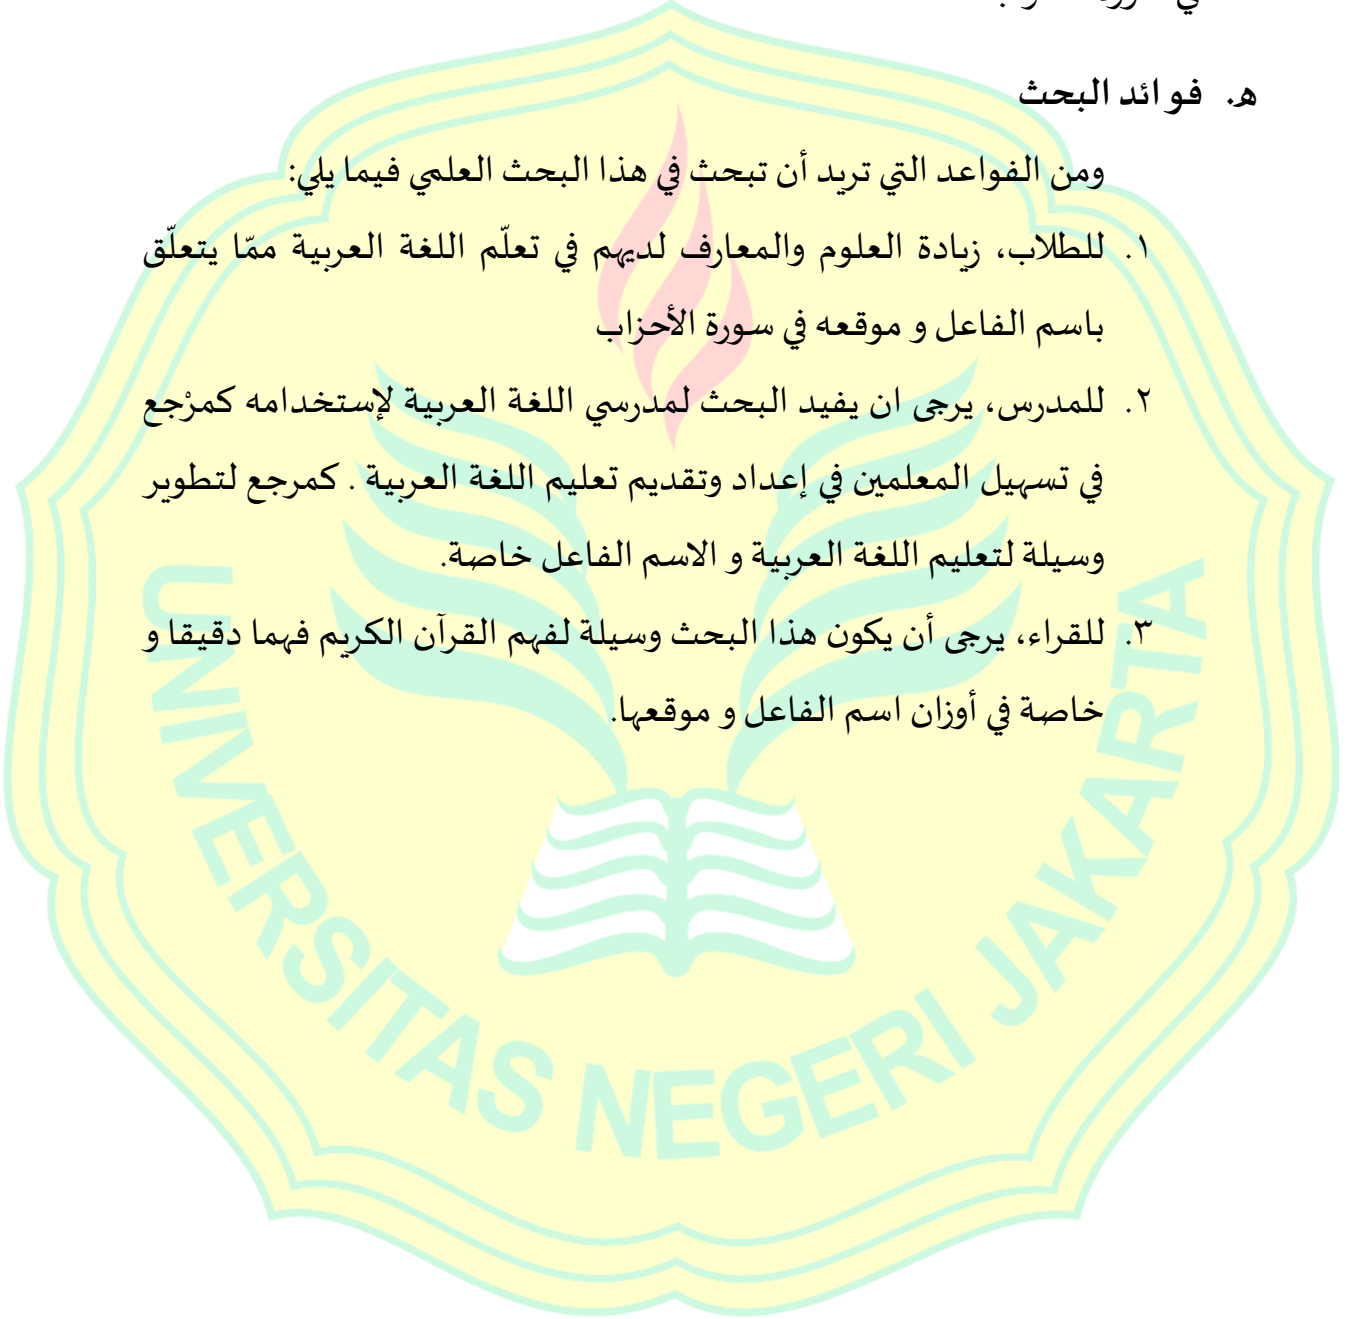 ه. فوائد البحث
ومن الفواعد التي تريد أن تبحث في هذا البحث العلمي فيما يلي:
١. للطلاب، زيادة العلوم والمعارف لديهم في تعلّم اللغة العربية ممّا يتعلّق
باسم الفاعل و موقعه في سورة الأحزاب
٢. للمدرس، يرجى ان يفيد البحث لمدرسي اللغة العربية لإستخدامه كمرْجع
في تسهيل المعلمين في إعداد وتقديم تعليم اللغة العربية . كمرجع لتطوير
وسيلة لتعليم اللغة العربية و الاسم الفاعل خاصة.
٣. للقراء، يرجى أن يكون هذا البحث وسيلة لفهم القرآن الكريم فهما دقيقا و
خاصة في أوزان اسم الفاعل و موقعها.
UNIVERSITAS NEGERI JAKARTA